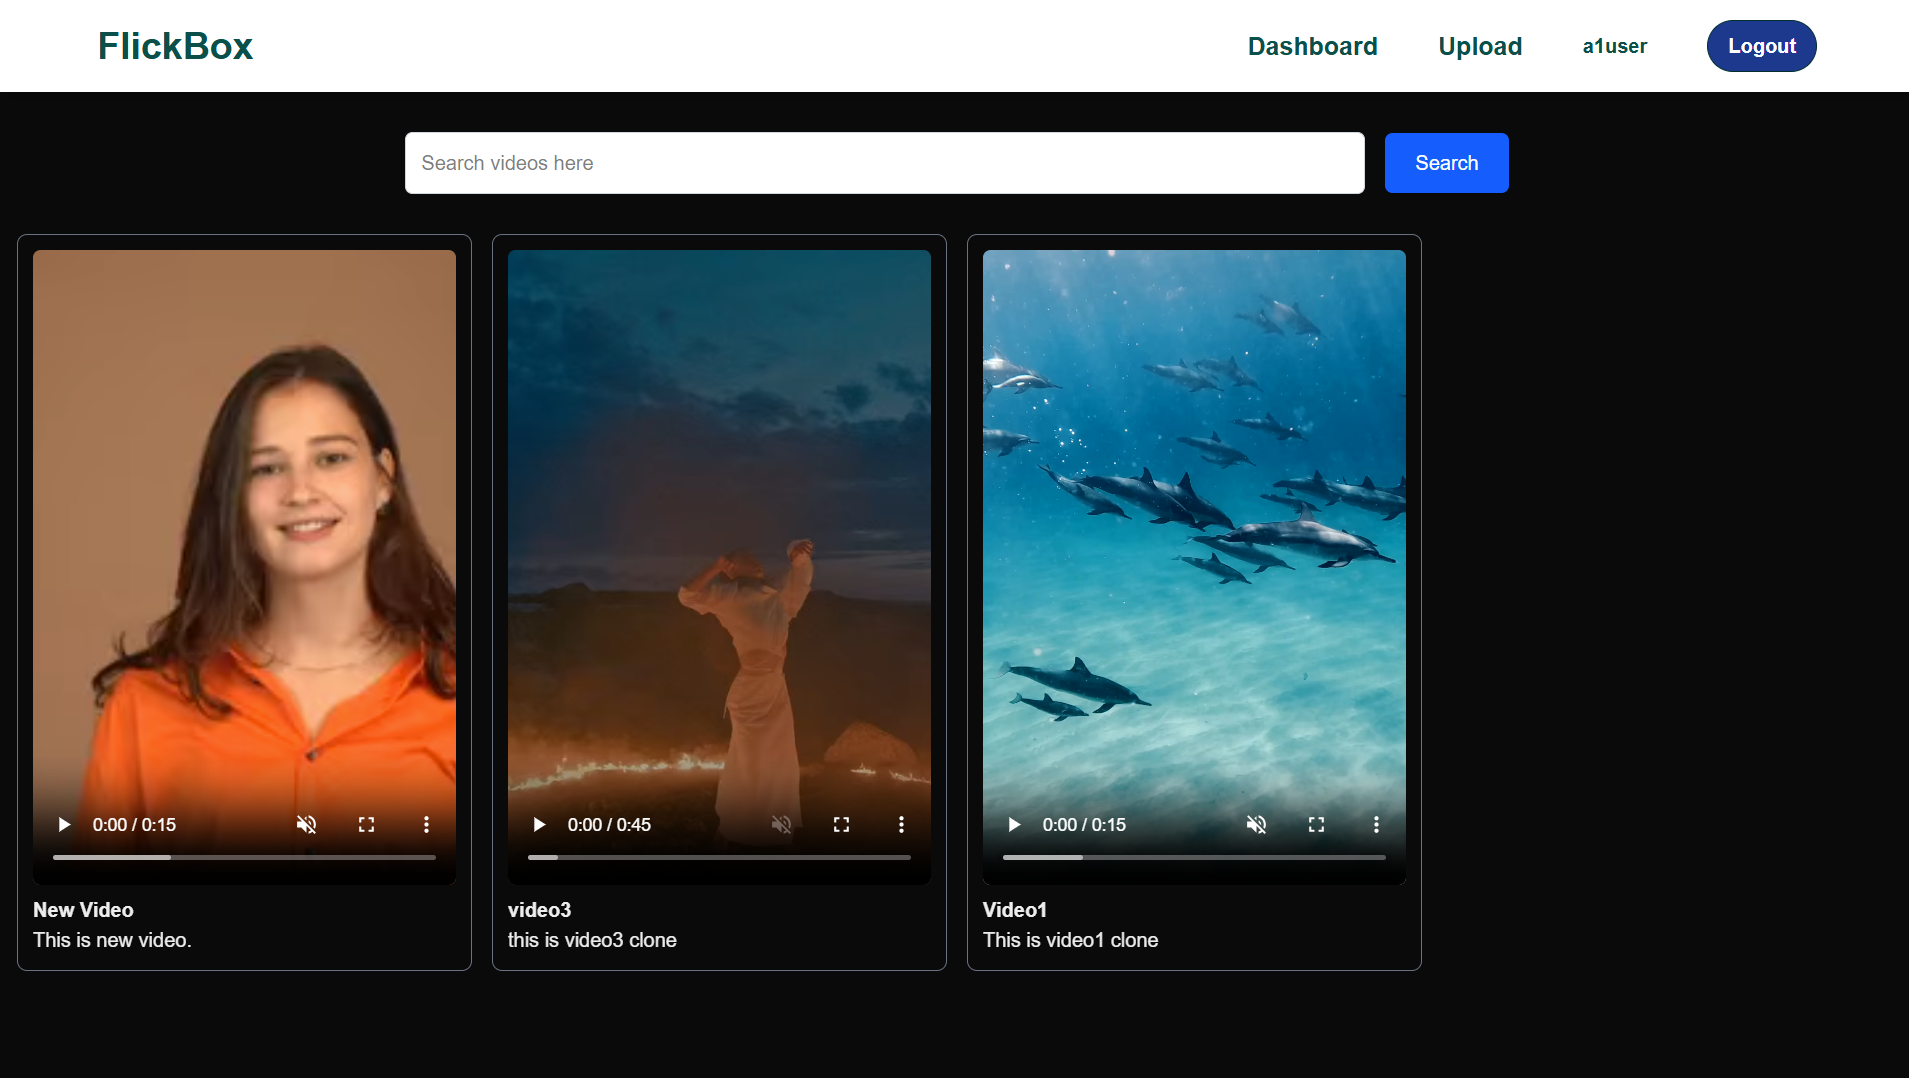 FlickBox
Dashboard
Upload
a1user
Logout
Search videos here
Search
0:00 / 0:15
New Video
This is new video.
0:00 / 0:45
video3
this is video3 clone
0:00 / 0:15
Video1
This is video1 clone